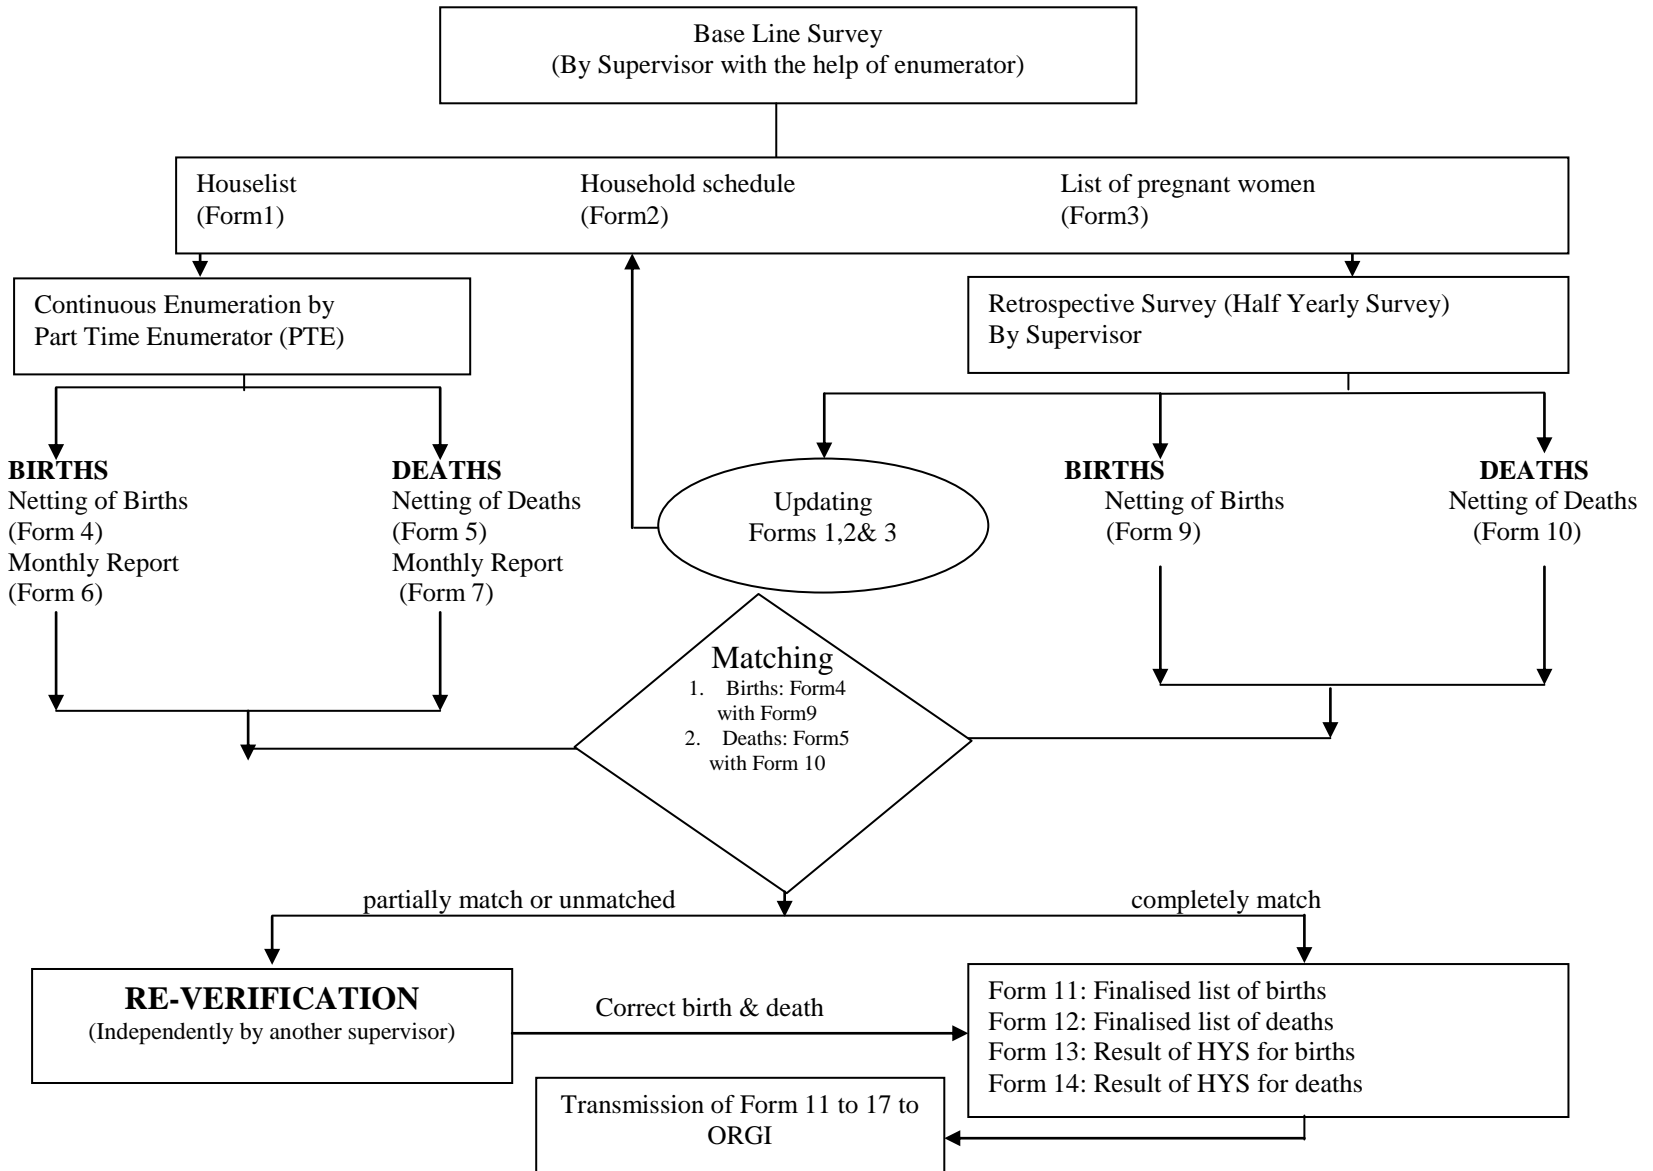 Base Line Survey
(By Supervisor with the help of enumerator)
Houselist
(Form1)
Household schedule
(Form2)
List of pregnant women
(Form3)
Continuous Enumeration by
Part Time Enumerator (PTE)
Retrospective Survey (Half Yearly Survey)
By Supervisor
BIRTHS
Netting of Births
(Form 4)
Monthly Report
(Form 6)
DEATHS
Netting of Deaths
(Form 5)
Monthly Report
(Form 7)
Updating
Forms 1,2& 3
BIRTHS
Netting of Births
(Form 9)
DEATHS
Netting of Deaths
(Form 10)
Matching
1. Births: Form4
with Form9
2. Deaths: Form5
with Form 10
partially match or unmatched
completely match
RE-VERIFICATION
(Independently by another supervisor)
Correct birth & death
Form 11: Finalised list of births
Form 12: Finalised list of deaths
Form 13: Result of HYS for births
Form 14: Result of HYS for deaths
Transmission of Form 11 to 17 to
ORGI